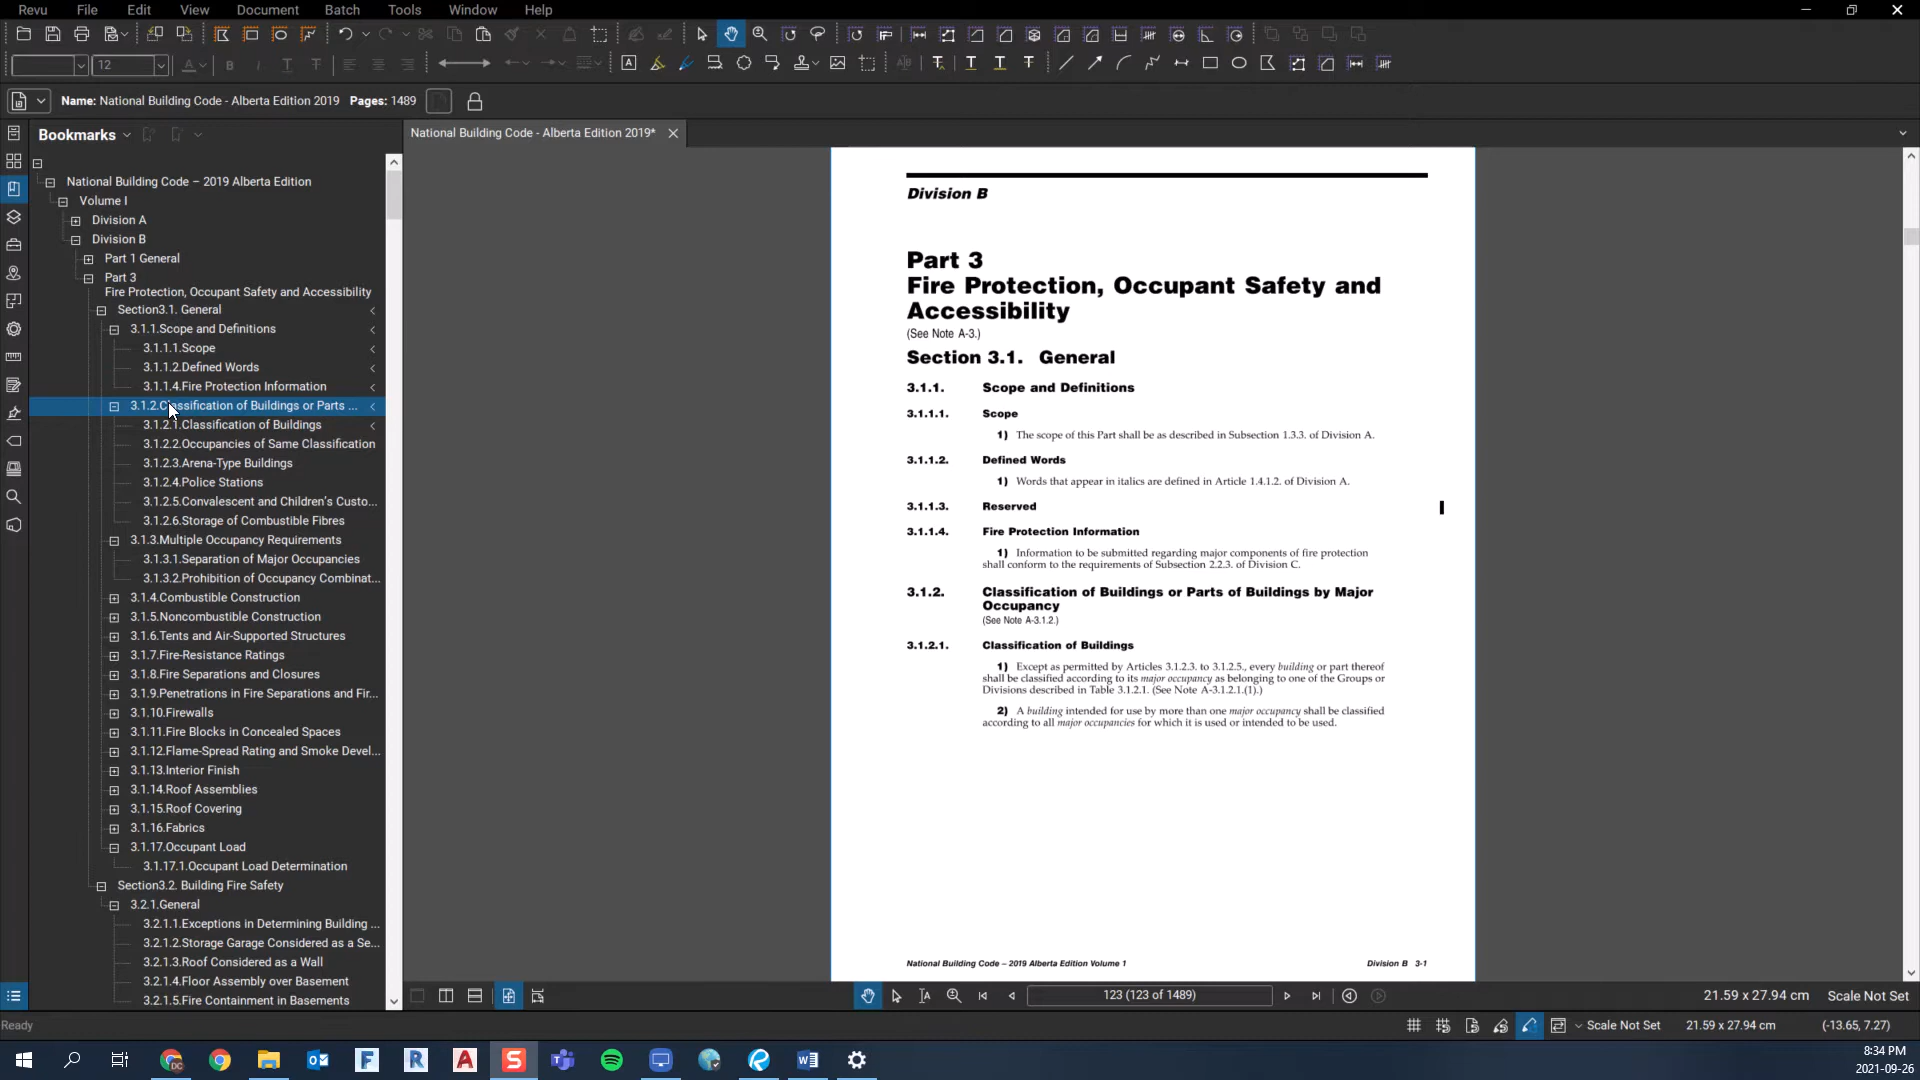 Revu File Edit View Document Batch Tools Window Help
12
Name: National Building Code - Alberta Edition 2019 Pages: 1489
Bookmarks
National Building Code – 2019 Alberta Edition
Volume I
Division A
Division B
Part 1 General
Part 3
Fire Protection, Occupant Safety and Accessibility
Section3.1. General
3.1.1.Scope and Definitions
3.1.1.1.Scope
3.1.1.2.Defined Words
3.1.1.4.Fire Protection Information
3.1.2.Classification of Buildings or Parts ...
3.1.2.1.Classification of Buildings
3.1.2.2.Occupancies of Same Classification
3.1.2.3.Arena-Type Buildings
3.1.2.4.Police Stations
3.1.2.5.Convalescent and Children's Custo...
3.1.2.6.Storage of Combustible Fibres
3.1.3.Multiple Occupancy Requirements
3.1.3.1.Separation of Major Occupancies
3.1.3.2.Prohibition of Occupancy Combinat...
3.1.4.Combustible Construction
3.1.5.Noncombustible Construction
3.1.6.Tents and Air-Supported Structures
3.1.7.Fire-Resistance Ratings
3.1.8.Fire Separations and Closures
3.1.9.Penetrations in Fire Separations and Fir...
3.1.10.Firewalls
3.1.11.Fire Blocks in Concealed Spaces
3.1.12.Flame-Spread Rating and Smoke Devel...
3.1.13.Interior Finish
3.1.14.Roof Assemblies
3.1.15.Roof Covering
3.1.16.Fabrics
3.1.17.Occupant Load
3.1.17.1.Occupant Load Determination
Section3.2. Building Fire Safety
3.2.1.General
3.2.1.1.Exceptions in Determining Building ...
3.2.1.2.Storage Garage Considered as a Se...
3.2.1.3.Roof Considered as a Wall
3.2.1.4.Floor Assembly over Basement
3.2.1.5.Fire Containment in Basements
National Building Code - Alberta Edition 2019*
Division B
Part 3
Fire Protection, Occupant Safety and
Accessibility
(See Note A-3.)
Section 3.1. General
3.1.1. Scope and Definitions
3.1.1.1. Scope
1) The scope of this Part shall be as described in Subsection 1.3.3. of Division A.
3.1.1.2. Defined Words
1) Words that appear in italics are defined in Article 1.4.1.2. of Division A.
3.1.1.3. Reserved
3.1.1.4. Fire Protection Information
1) Information to be submitted regarding major components of fire protection
shall conform to the requirements of Subsection 2.2.3. of Division C.
3.1.2. Classification of Buildings or Parts of Buildings by Major
Occupancy
(See Note A-3.1.2.)
3.1.2.1. Classification of Buildings
1) Except as permitted by Articles 3.1.2.3. to 3.1.2.5., every building or part thereof
shall be classified according to its major occupancy as belonging to one of the Groups or
Divisions described in Table 3.1.2.1. (See Note A-3.1.2.1.(1).)
2) A building intended for use by more than one major occupancy shall be classified
according to all major occupancies for which it is used or intended to be used.
National Building Code – 2019 Alberta Edition Volume 1 Division B 3-1
123 (123 of 1489)
21.59 x 27.94 cm Scale Not Set
Ready
Scale Not Set 21.59 x 27.94 cm (-13.65, 7.27)
8:34 PM
2021-09-26